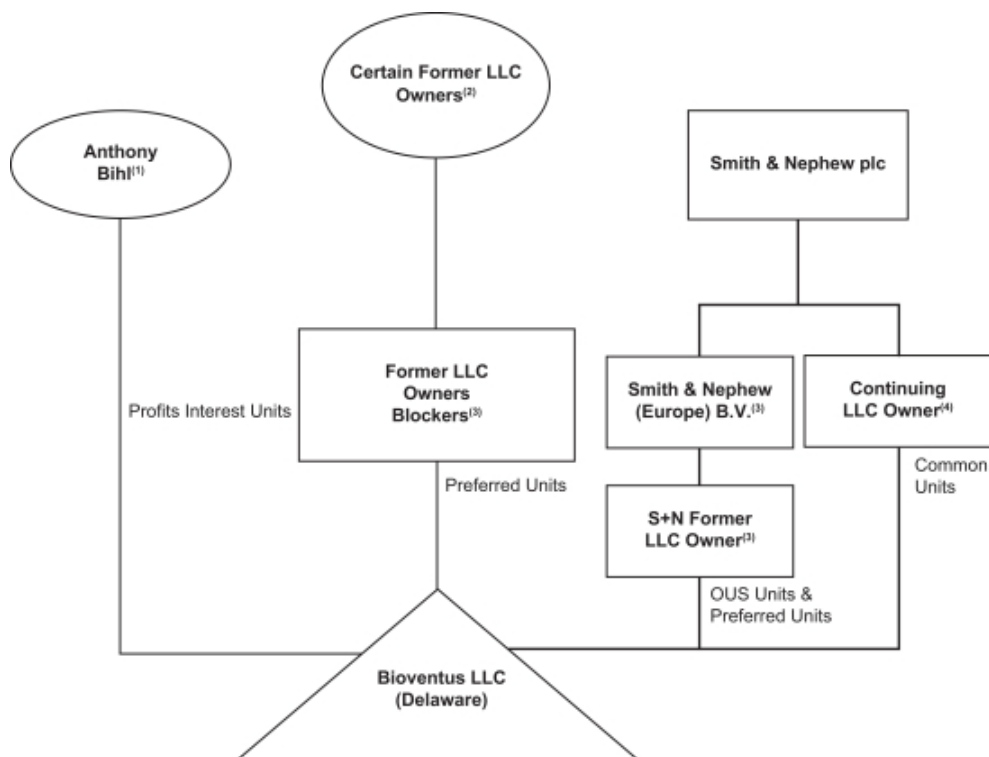 Certain Former LLC
Owners(2)
Anthony
Bihl(1)
Smith & Nephew plc
Former LLC
Owners
Blockers(3)
Smith & Nephew
(Europe) B.V.(3)
Continuing
LLC Owner(4)
Profits Interest Units
Preferred Units
Common
Units
S+N Former
LLC Owner(3)
OUS Units &
Preferred Units
Bioventus LLC
(Delaware)